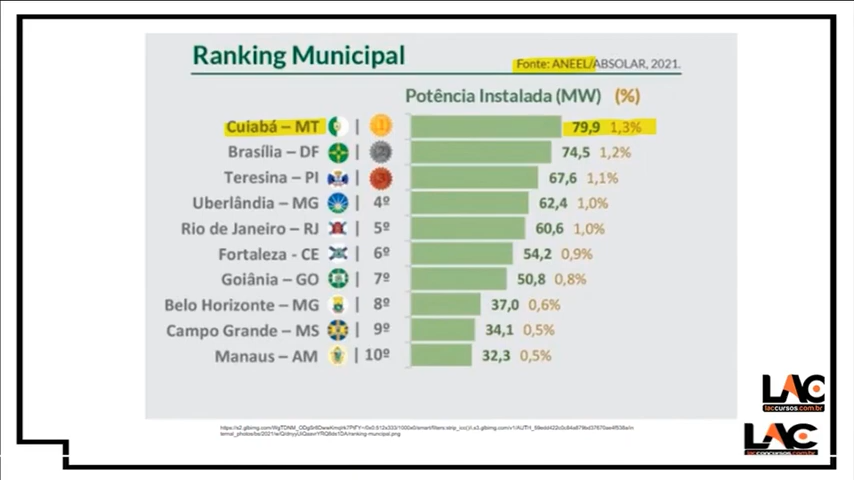 Ranking Municipal
Fonte: ANEEL/ABSOLAR, 2021.
Potência Instalada (MW) (%)
Cuiabá – MT | 1 79,9 1,3%
Brasília – DF | 2 74,5 1,2%
Teresina – PI | 3 67,6 1,1%
Uberlândia – MG | 4º 62,4 1,0%
Rio de Janeiro – RJ | 5º 60,6 1,0%
Fortaleza - CE | 6º 54,2 0,9%
Goiânia – GO | 7º 50,8 0,8%
Belo Horizonte – MG | 8º 37,0 0,6%
Campo Grande – MS | 9º 34,1 0,5%
Manaus – AM | 10º 32,3 0,5%
LAC
laccursos.com.br
LAC
laccursos.com.br